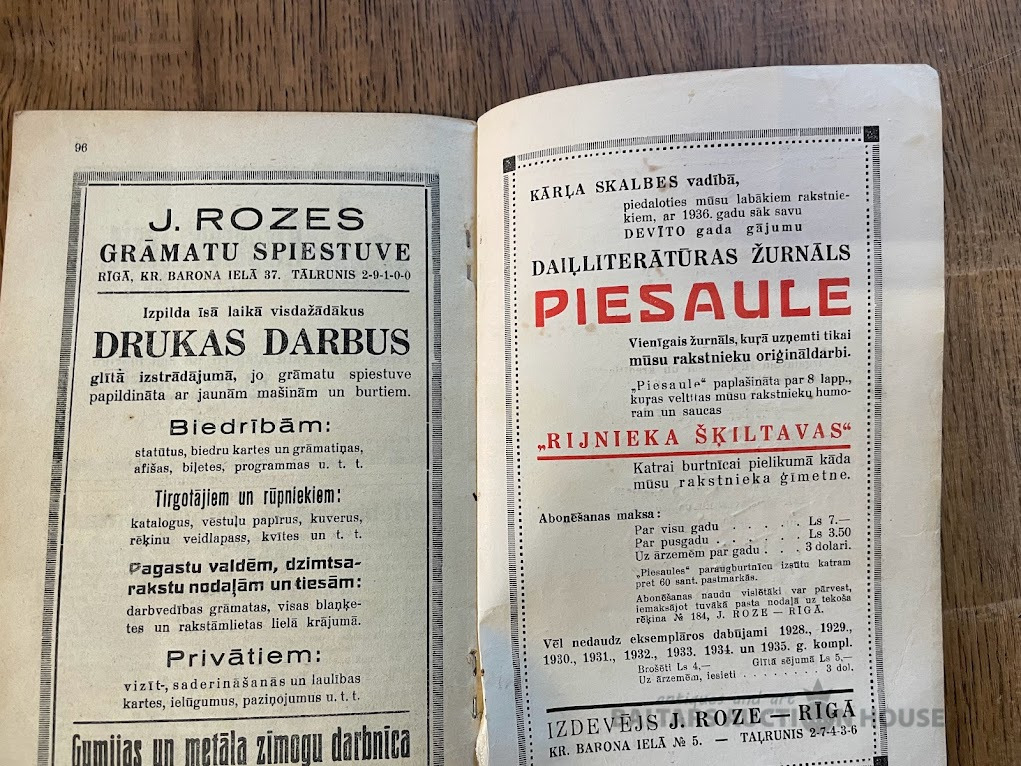 96
J. ROZES
GRĀMATU SPIESTUVE
RĪGĀ, KR. BARONA IELĀ 37. TĀLRUNIS 2-9-1-0-0
Izpilda īsā laikā visdažādākus
DRUKAS DARBUS
glītā izstrādājumā, jo grāmatu spiestuve
papildināta ar jaunām mašinām un burtiem.
Biedrībām:
statūtus, biedru kartes un grāmatiņas,
afišas, biļetes, programmas u. t. t.
Tirgotājiem un rūpniekiem:
katalogus, vēstuļu papīrus, kuverus,
rēķinu veidlapass, kvītes un t. t.
Pagastu valdēm, dzimtsa-
rakstu nodaļām un tiesām:
darbvedības grāmatas, visas blanķe-
tes un rakstāmlietas lielā krājumā.
Privātiem:
vizīt-, saderināšanās un laulības
kartes, ielūgumus, paziņojumus u. t. t.
Gumijas un metāla zīmogu darbnīca
KĀRĻA SKALBES vadībā,
piedaloties mūsu labākiem rakstnie-
kiem, ar 1936. gadu sāk savu
DEVĪTO gada gājumu
DAIĻLITERĀTŪRAS ŽURNĀLS
PIESAULE
Vienīgais žurnāls, kuŗā uzņemti tikai
mūsu rakstnieku oriģināldarbi.
„Piesaule“ paplašināta par 8 lapp.,
kuŗas veltītas mūsu rakstnieku humo-
ram un saucas
„RIJNIEKA ŠĶILTAVAS“
Katrai burtnīcai pielikumā kāda
mūsu rakstnieka ģīmetne.
Abonēšanas maksa:
Par visu gadu . . . . . . Ls 7.—
Par pusgadu . . . . . . Ls 3.50
Uz ārzemēm par gadu . . . 3 dolari.
„Piesaules“ paraugburtnīcu izsūtu katram
pret 60 sant. pastmarkās.
Abonēšanas naudu vislētāki var pārvest,
iemaksājot tuvākā pasta nodaļā uz tekoša
rēķina № 184, J. ROZE — RĪGĀ.
Vēl nedaudz eksemplāros dabūjami 1928., 1929.,
1930., 1931., 1932., 1933. 1934. un 1935. g. kompl.
Brošēti Ls 4,— Glītā sējumā Ls 5,—
Uz ārzemēm, iesieti . . . . . . . . 3 dol.
IZDEVĒJS J. ROZE — RĪGĀ
KR. BARONA IELĀ № 5. — TAĻRUNIS 2-7-4-3-6
antiques and art
BALTAR COLLECTION HOUSE